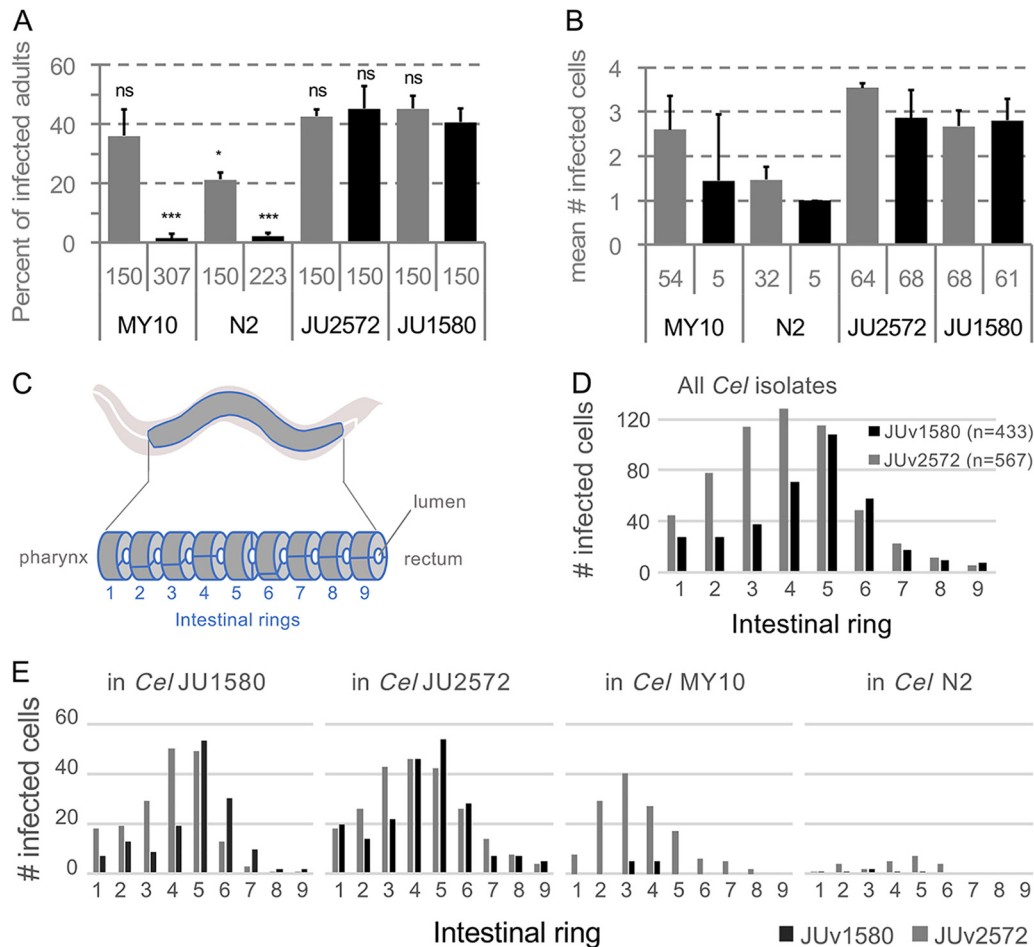 A
Percent of infected adults
60
40
20
0
ns
***
*
***
ns
ns
ns
150 307 150 223 150 150 150 150
MY10 N2 JU2572 JU1580
B
mean # infected cells
4
3
2
1
0
54 5 32 5 64 68 68 61
MY10 N2 JU2572 JU1580
C
lumen
pharynx
rectum
1 2 3 4 5 6 7 8 9
Intestinal rings
D
All Cel isolates
# infected cells
120
80
40
0
JUv1580 (n=433)
JUv2572 (n=567)
1 2 3 4 5 6 7 8 9
Intestinal ring
E
in Cel JU1580 in Cel JU2572 in Cel MY10 in Cel N2
# infected cells
60
40
20
0
1 2 3 4 5 6 7 8 9 1 2 3 4 5 6 7 8 9 1 2 3 4 5 6 7 8 9 1 2 3 4 5 6 7 8 9
Intestinal ring
JUv1580 JUv2572